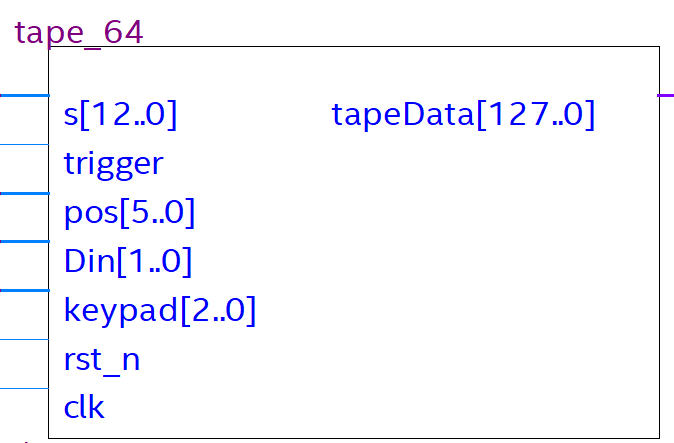 tape_64
s[12..0] tapeData[127..0]
trigger
pos[5..0]
Din[1..0]
keypad[2..0]
rst_n
clk